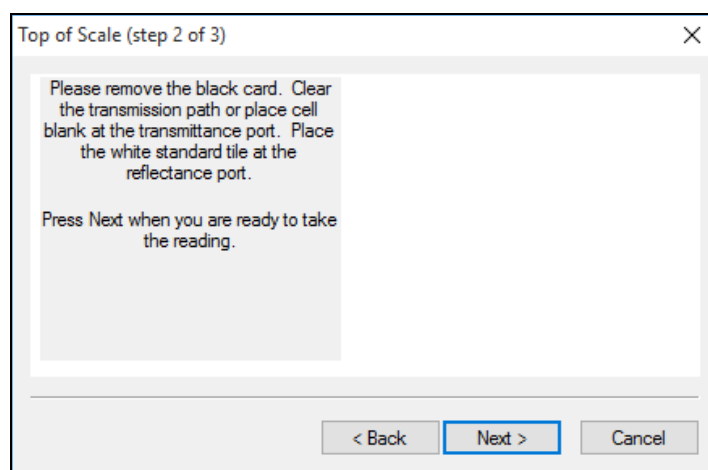 Top of Scale (step 2 of 3)
Please remove the black card.  Clear
the transmission path or place cell
blank at the transmittance port.  Place
the white standard tile at the
reflectance port.
Press Next when you are ready to take
the reading.
< Back
Next >
Cancel